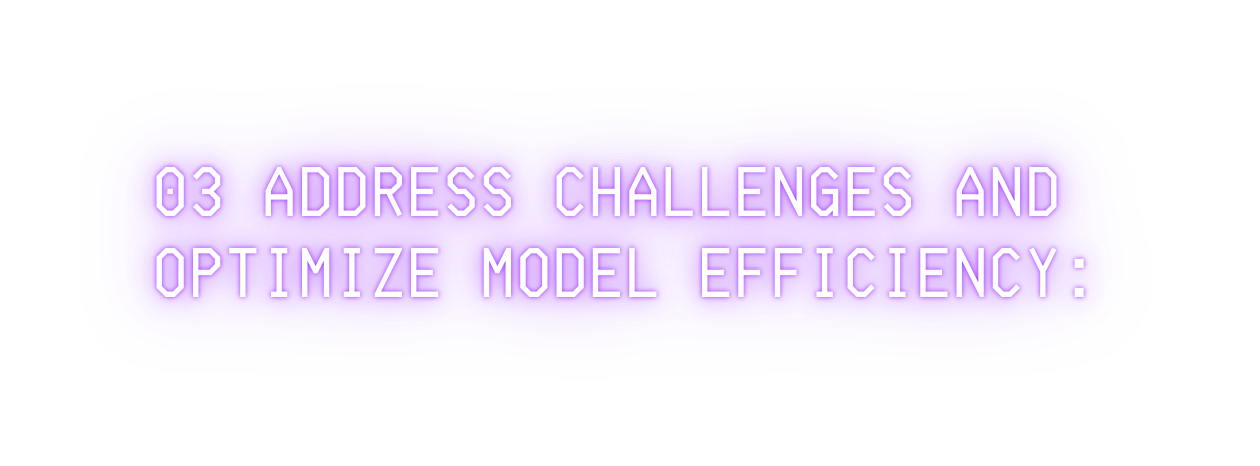 03 ADDRESS CHALLENGES AND
OPTIMIZE MODEL EFFICIENCY: